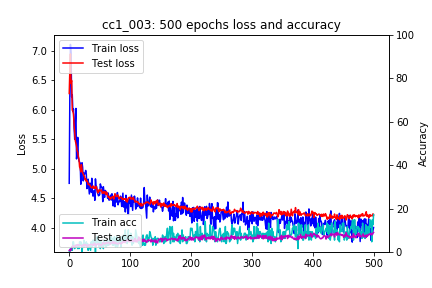 cc1_003: 500 epochs loss and accuracy
Train loss
Test loss
Train acc
Test acc
Loss
7.0
6.5
6.0
5.5
5.0
4.5
4.0
Accuracy
100
80
60
40
20
0
0
100
200
300
400
500